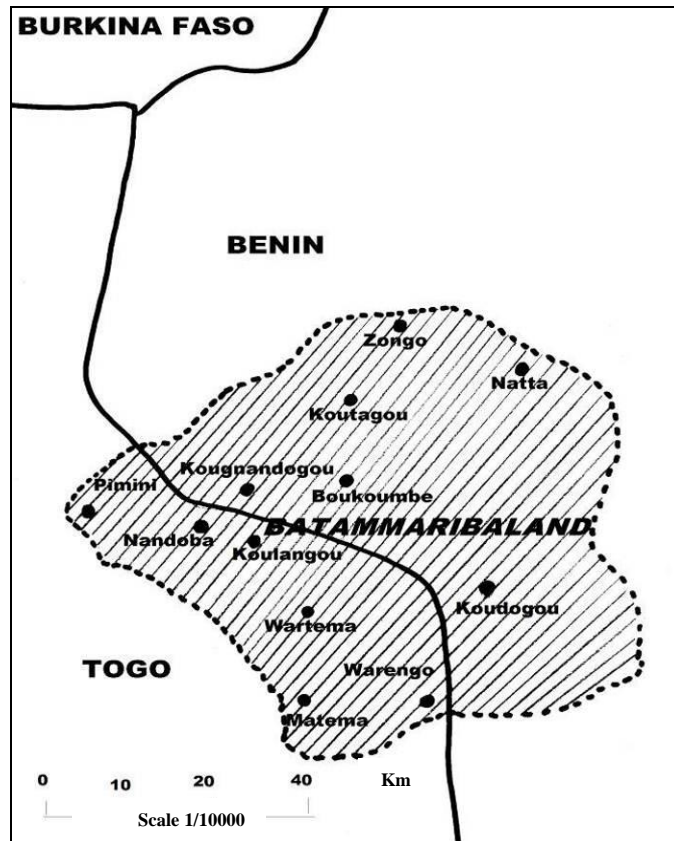 BURKINA FASO
BENIN
Zongo
Natta
Koutagou
Kougnandogou
Pimini
Boukoumbe
Nandoba
BATAMMARIBALAND
Koulangou
Koudogou
Wartema
TOGO
Warengo
Matema
0 10 20 40 Km
Scale 1/10000